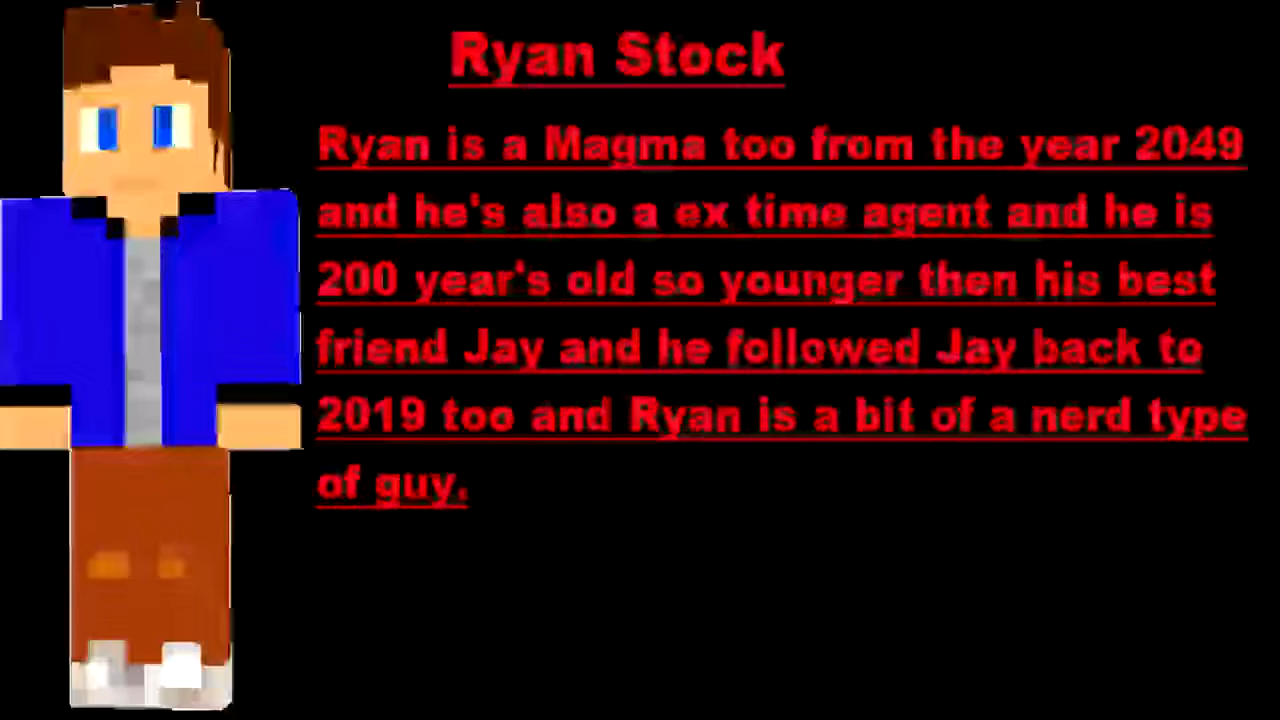 Ryan Stock
Ryan is a Magma too from the year 2049
and he's also a ex time agent and he is
200 year's old so younger then his best
friend Jay and he followed Jay back to
2019 too and Ryan is a bit of a nerd type
of guy.